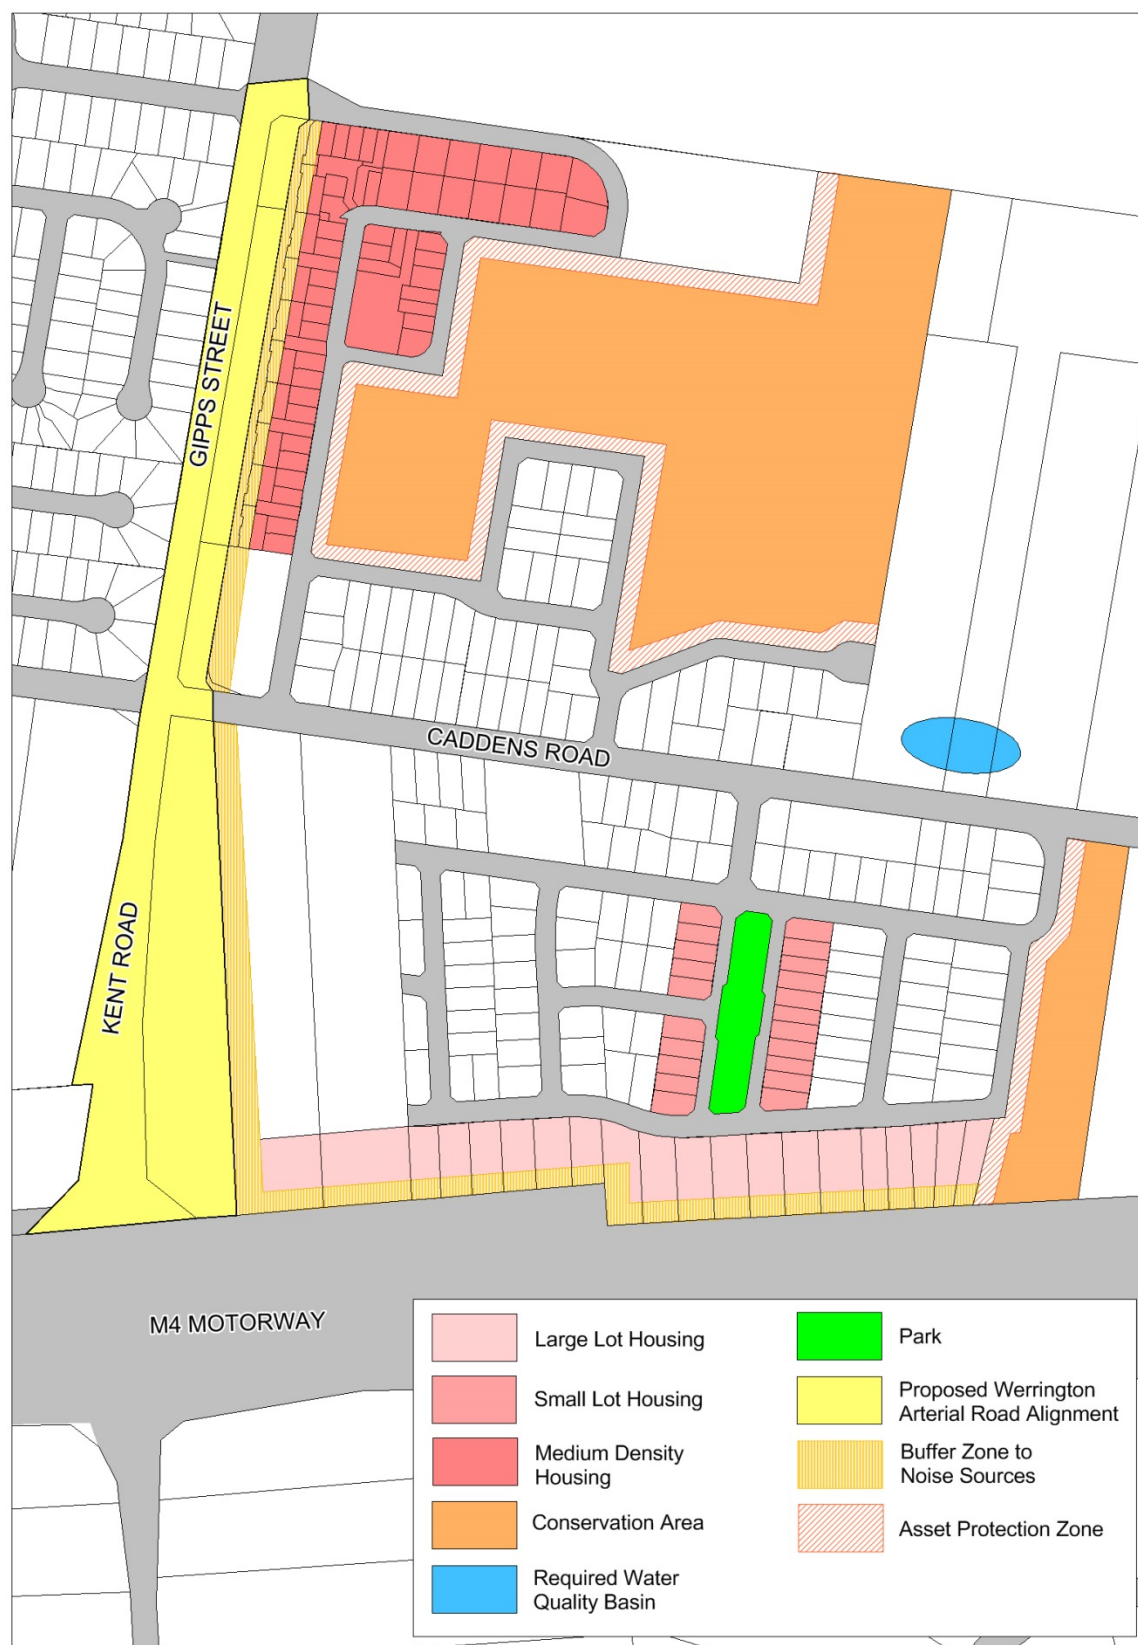 GIPPS STREET
CADDENS ROAD
KENT ROAD
M4 MOTORWAY
Large Lot Housing
Small Lot Housing
Medium Density
Housing
Conservation Area
Required Water
Quality Basin
Park
Proposed Werrington
Arterial Road Alignment
Buffer Zone to
Noise Sources
Asset Protection Zone